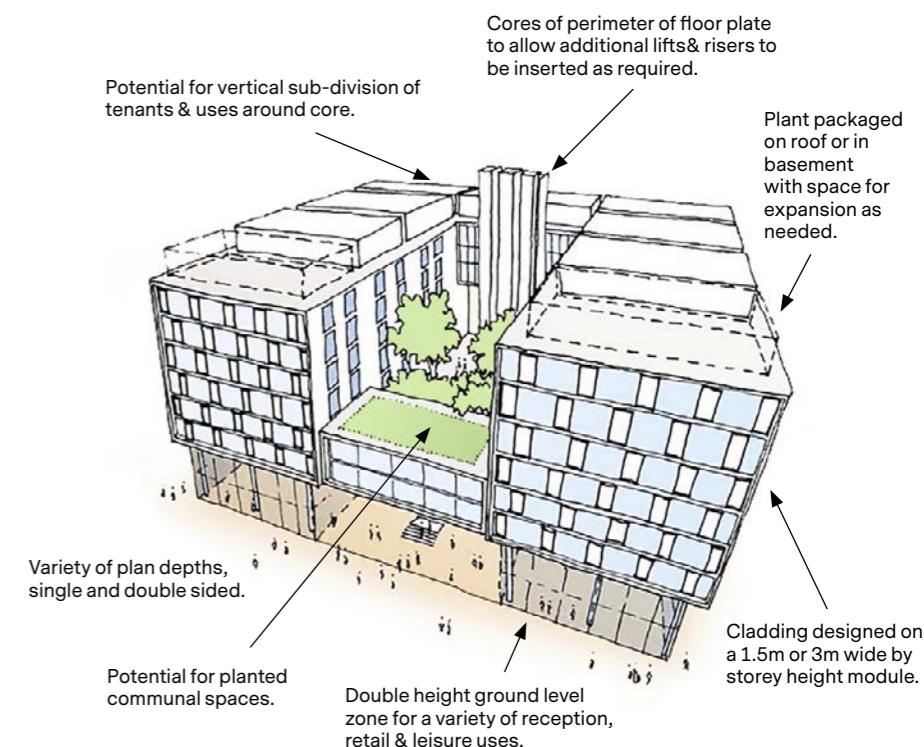 Cores of perimeter of floor plate
to allow additional lifts& risers to
be inserted as required.
Potential for vertical sub-division of
tenants & uses around core.
Plant packaged
on roof or in
basement
with space for
expansion as
needed.
Variety of plan depths,
single and double sided.
Cladding designed on
a 1.5m or 3m wide by
storey height module.
Potential for planted
communal spaces.
Double height ground level
zone for a variety of reception,
retail & leisure uses.